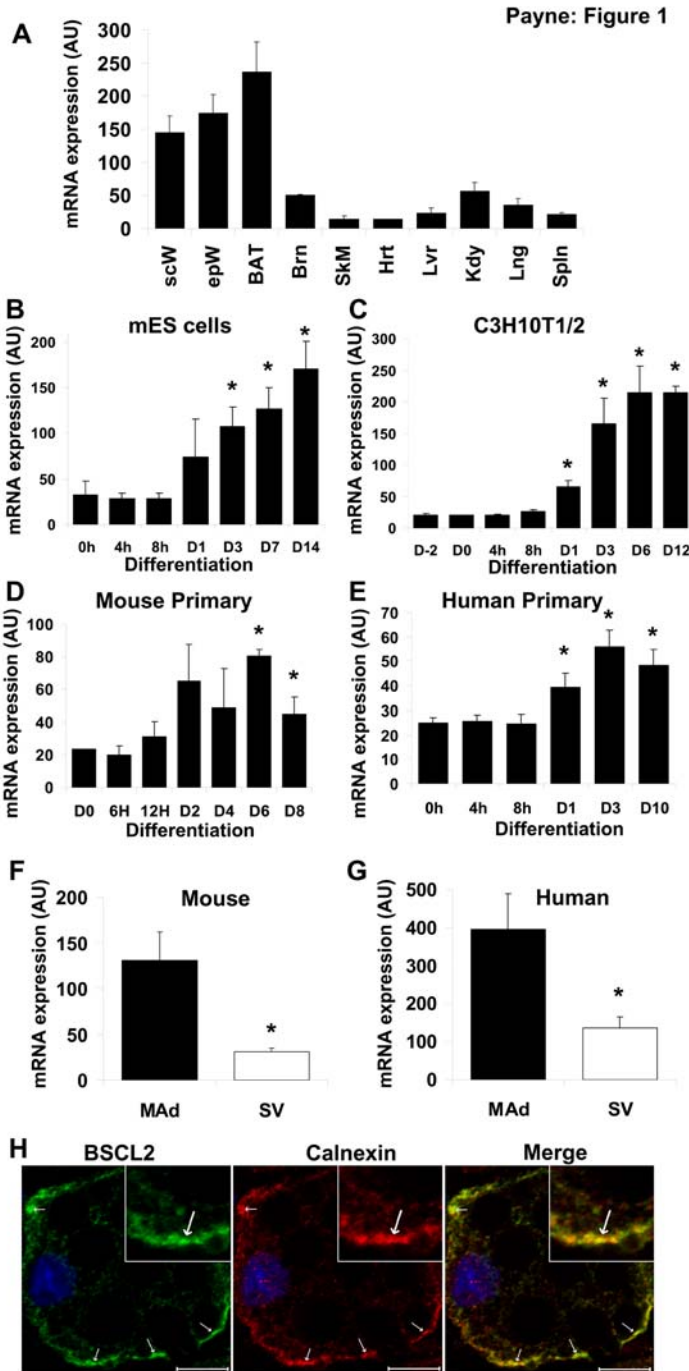 Payne: Figure 1
A
mRNA expression (AU)
300
250
200
150
100
50
0
scW epW BAT Brn SkM Hrt Lvr Kdy Lng Spln
B
mES cells
mRNA expression (AU)
200
150
100
50
0
* * *
0h 4h 8h D1 D3 D7 D14
Differentiation
C
C3H10T1/2
mRNA expression (AU)
300
250
200
150
100
50
0
* * * *
D-2 D0 4h 8h D1 D3 D6 D12
Differentiation
D
Mouse Primary
mRNA expression (AU)
100
80
60
40
20
0
* *
D0 6H 12H D2 D4 D6 D8
Differentiation
E
Human Primary
mRNA expression (AU)
70
60
50
40
30
20
10
0
* * *
0h 4h 8h D1 D3 D10
Differentiation
F
Mouse
mRNA expression (AU)
200
150
100
50
0
*
MAd SV
G
Human
mRNA expression (AU)
500
400
300
200
100
0
*
MAd SV
H
BSCL2 Calnexin Merge